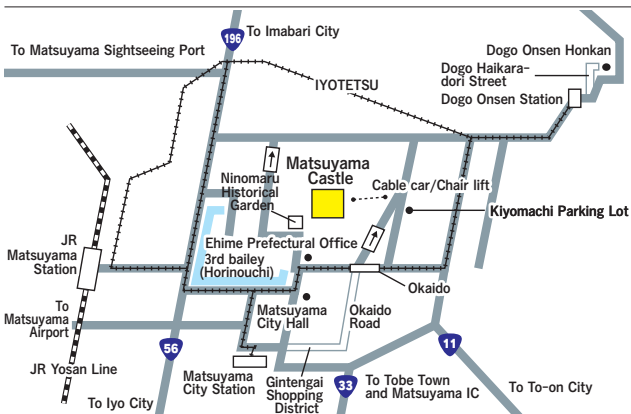 To Imabari City
196
To Matsuyama Sightseeing Port
Dogo Onsen Honkan
Dogo Haikara-
dori Street
Dogo Onsen Station
IYOTETSU
Matsuyama
Castle
Ninomaru
Historical
Garden
Cable car/Chair lift
Kiyomachi Parking Lot
Ehime Prefectural Office
3rd bailey
(Horinouchi)
JR
Matsuyama
Station
Okaido
To
Matsuyama
Airport
Matsuyama
City Hall
Okaido
Road
11
56
JR Yosan Line
Matsuyama
City Station
Gintengai
Shopping
District
33
To Tobe Town
and Matsuyama IC
To To-on City
To Iyo City